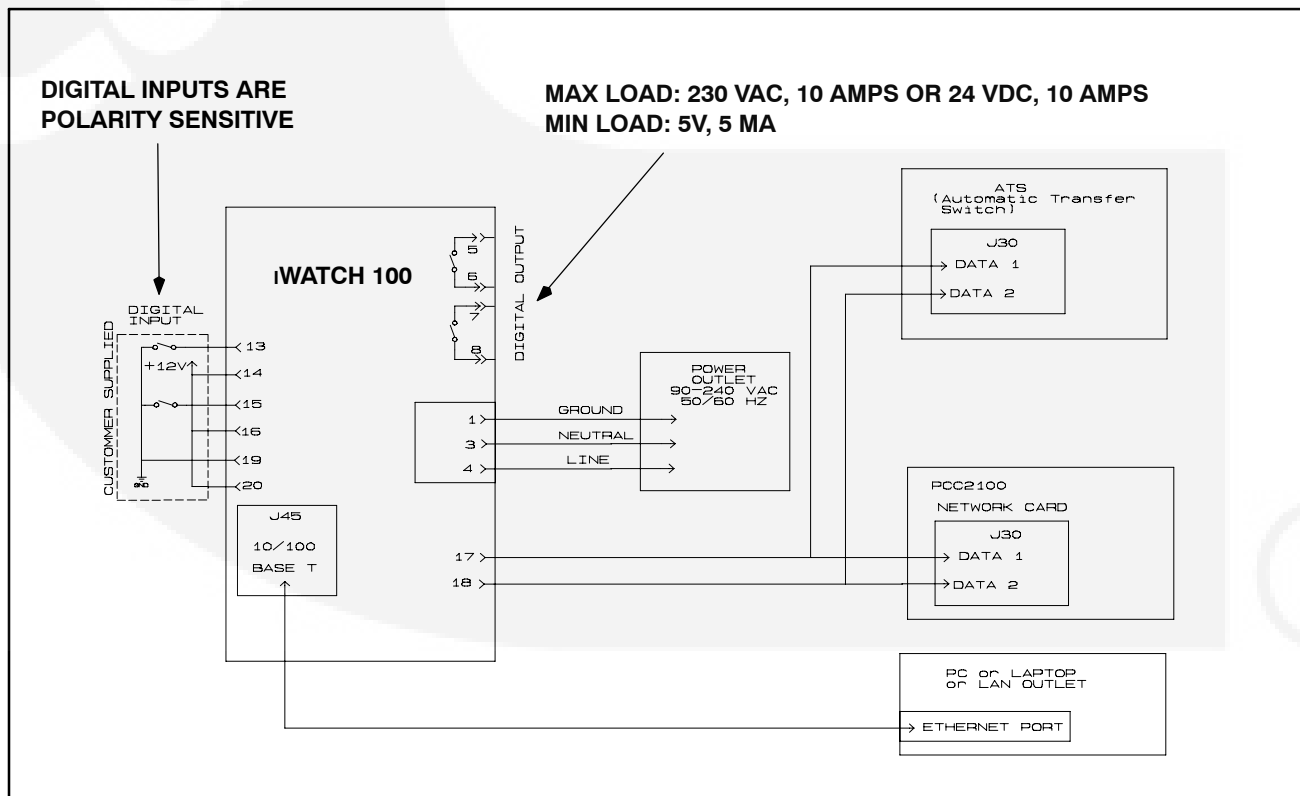 DIGITAL INPUTS ARE
POLARITY SENSITIVE
MAX LOAD: 230 VAC, 10 AMPS OR 24 VDC, 10 AMPS
MIN LOAD: 5V, 5 MA
iWATCH 100
DIGITAL
INPUT
CUSTOMMER SUPPLIED
+12V
GND
13
14
15
16
19
20
J45
10/100
BASE T
5
6
7
8
DIGITAL OUTPUT
1
3
4
GROUND
NEUTRAL
LINE
POWER
OUTLET
90-240 VAC
50/60 HZ
17
18
ATS
(Automatic Transfer
Switch)
J30
DATA 1
DATA 2
PCC2100
NETWORK CARD
J30
DATA 1
DATA 2
PC or LAPTOP
or LAN OUTLET
ETHERNET PORT